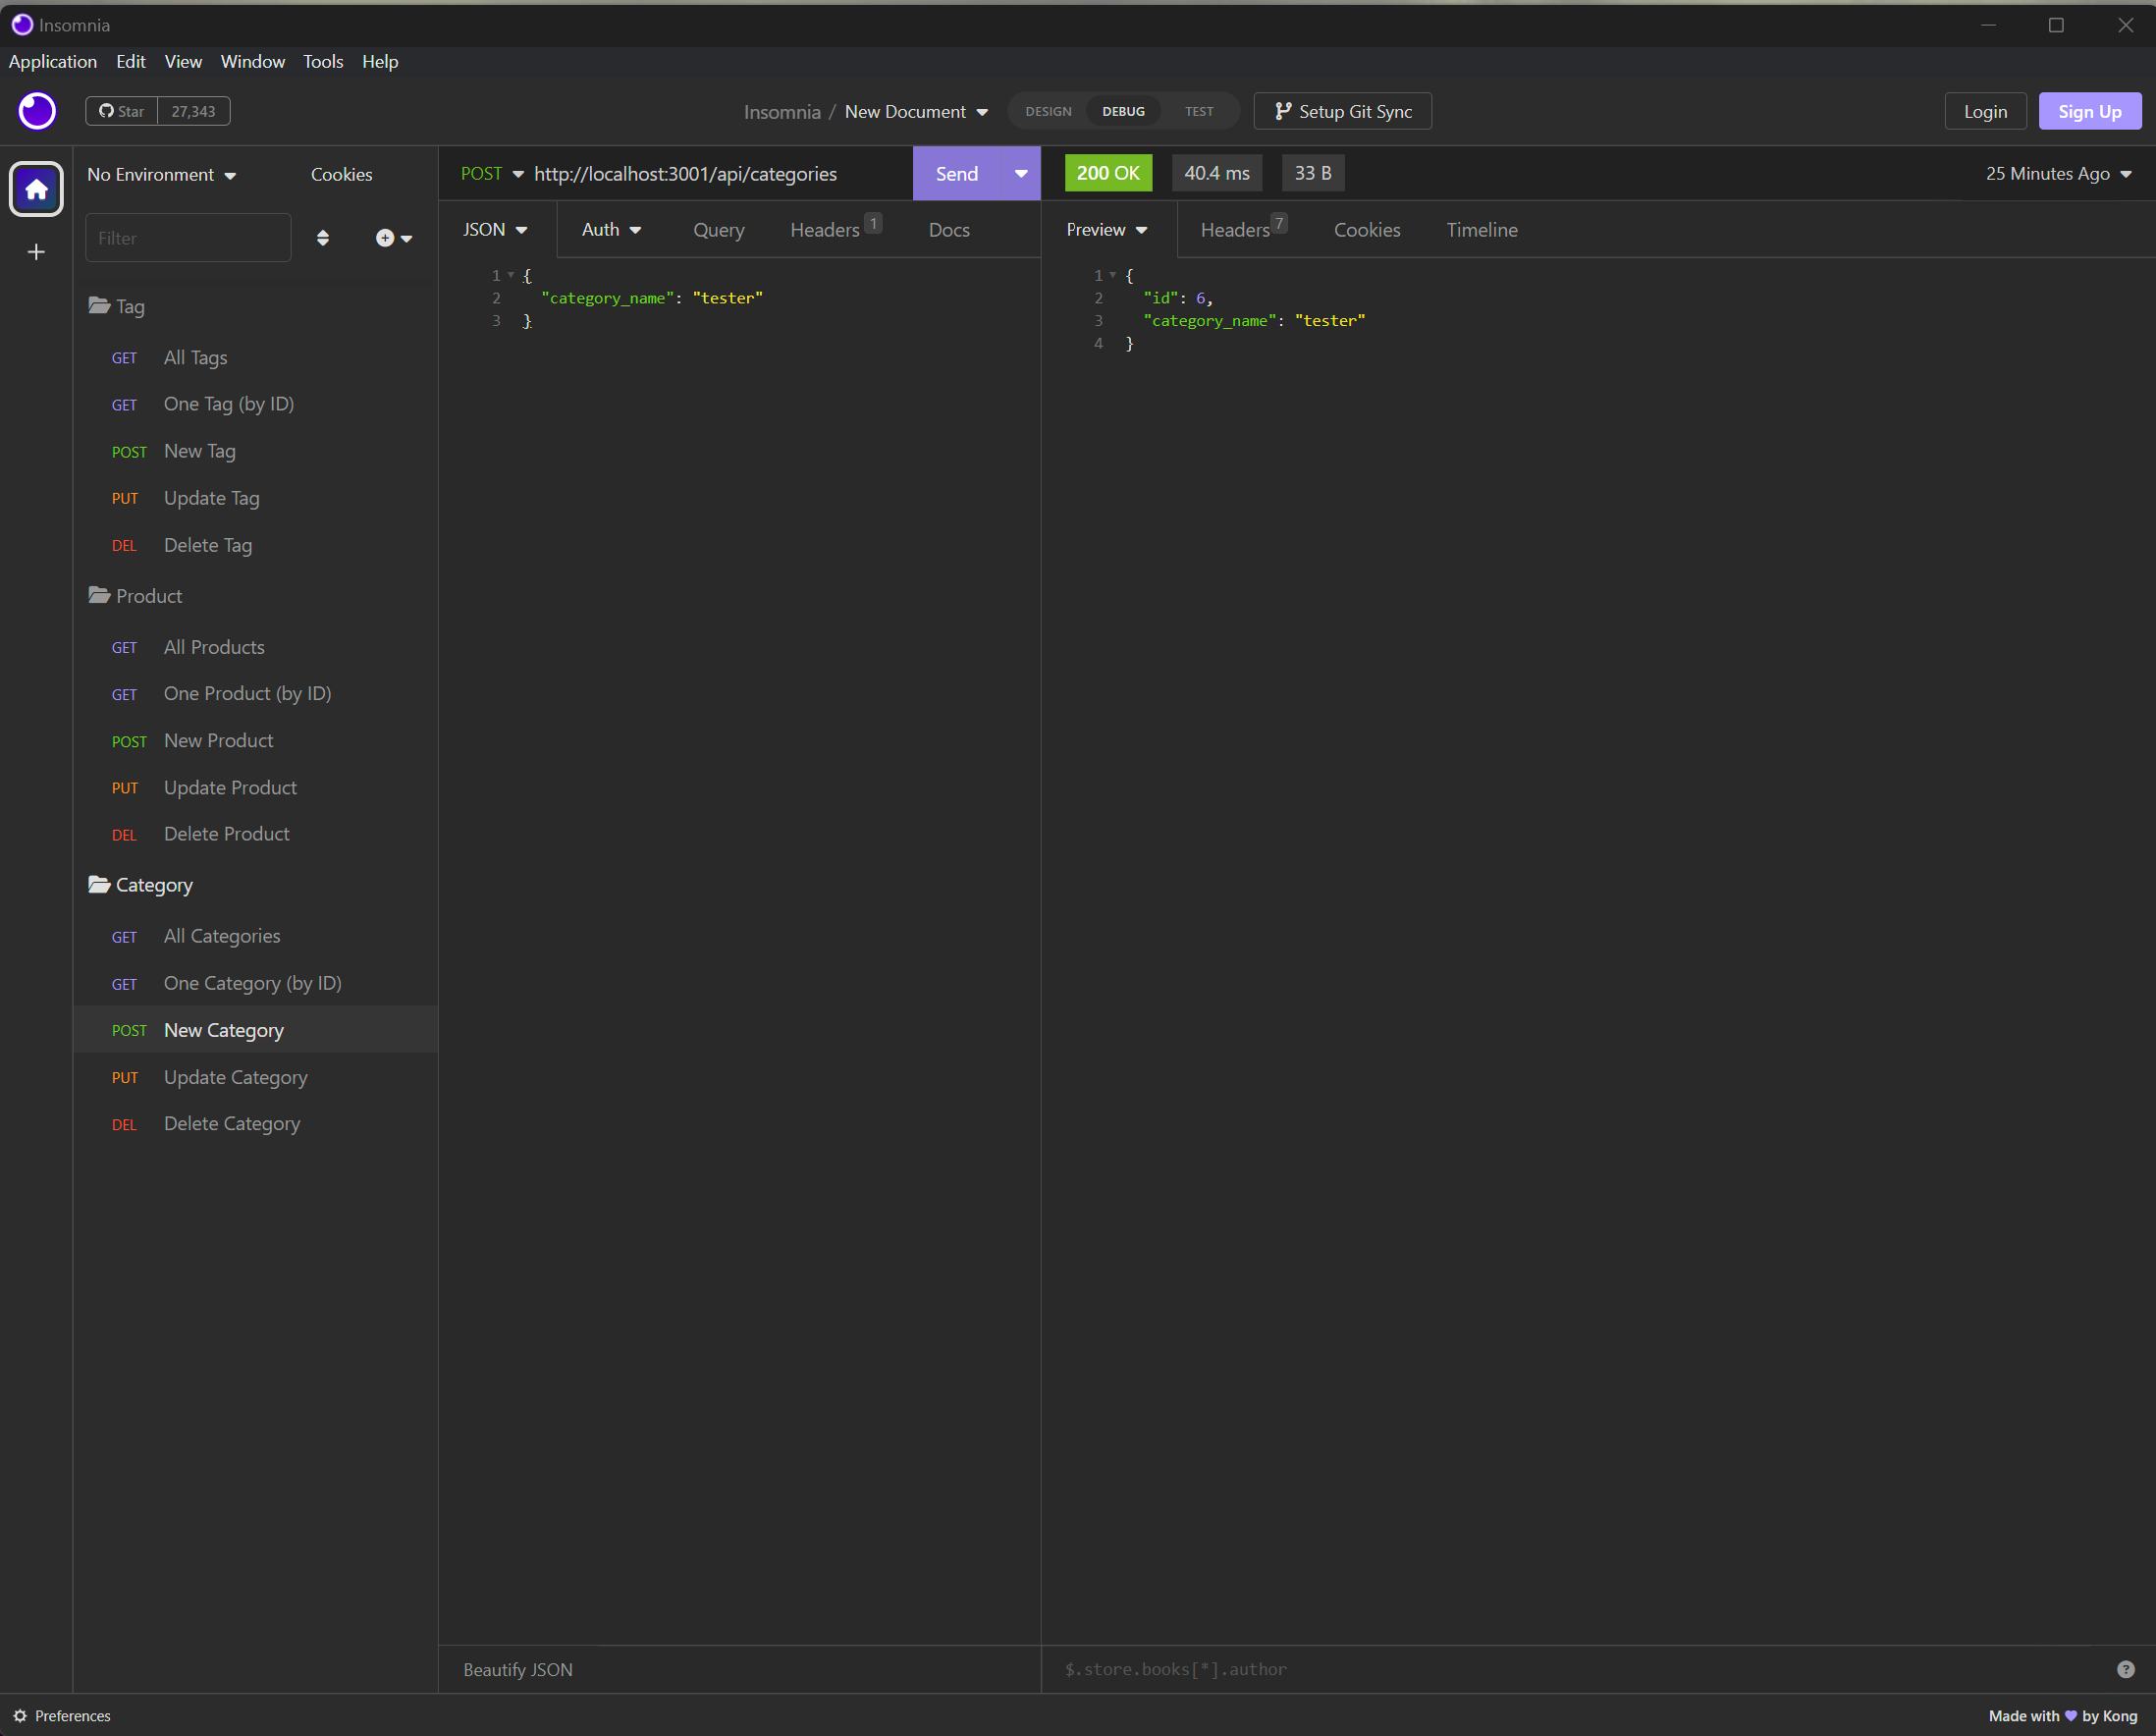 Insomnia
Application Edit View Window Tools Help
Star 27,343
Insomnia / New Document
DESIGN DEBUG TEST
Setup Git Sync
Login
Sign Up
No Environment Cookies
Filter
Tag
GET All Tags
GET One Tag (by ID)
POST New Tag
PUT Update Tag
DEL Delete Tag
Product
GET All Products
GET One Product (by ID)
POST New Product
PUT Update Product
DEL Delete Product
Category
GET All Categories
GET One Category (by ID)
POST New Category
PUT Update Category
DEL Delete Category
POST http://localhost:3001/api/categories Send
JSON Auth Query Headers 1 Docs
1 {
2 "category_name": "tester"
3 }
Beautify JSON
200 OK 40.4 ms 33 B 25 Minutes Ago
Preview Headers 7 Cookies Timeline
1 {
2 "id": 6,
3 "category_name": "tester"
4 }
$.store.books[*].author ?
Preferences
Made with 💜 by Kong